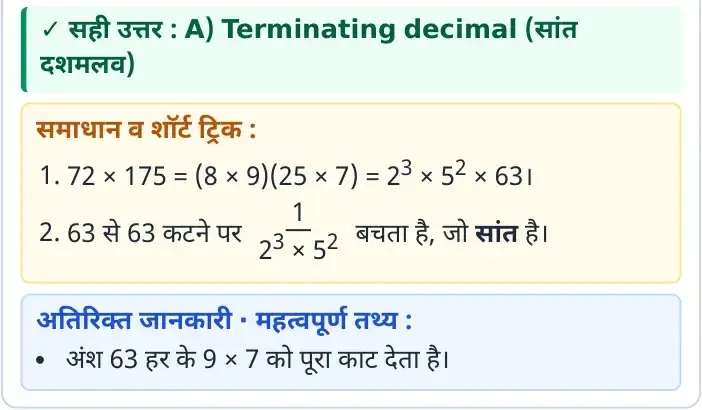 ✓ सही उत्तर : A) Terminating decimal (सांत
दशमलव)
समाधान व शॉर्ट ट्रिक :
1. 72 × 175 = (8 × 9)(25 × 7) = 2³ × 5² × 63।
2. 63 से 63 कटने पर 1/(2³ × 5²) बचता है, जो सांत है।
अतिरिक्त जानकारी · महत्वपूर्ण तथ्य :
• अंश 63 हर के 9 × 7 को पूरा काट देता है।